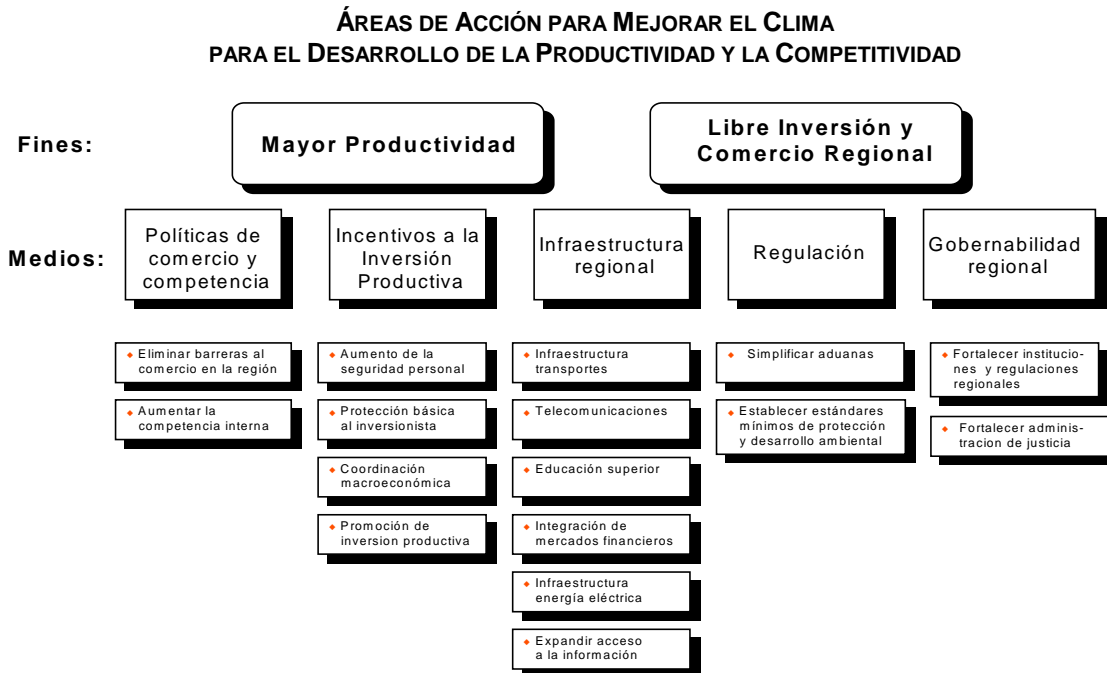 ÁREAS DE ACCIÓN PARA MEJORAR EL CLIMA
PARA EL DESARROLLO DE LA PRODUCTIVIDAD Y LA COMPETITIVIDAD
Fines:
Mayor Productividad
Libre Inversión y
Comercio Regional
Medios:
Políticas de
comercio y
competencia
Incentivos a la
Inversión
Productiva
Infraestructura
regional
Regulación
Gobernabilidad
regional
Eliminar barreras al
comercio en la región
Aumentar la
competencia interna
Aumento de la
seguridad personal
Protección básica
al inversionista
Coordinación
macroeconómica
Promoción de
inversion productiva
Infraestructura
transportes
Telecomunicaciones
Educación superior
Integración de
mercados financieros
Infraestructura
energía eléctrica
Expandir acceso
a la información
Simplificar aduanas
Establecer estándares
mínimos de protección
y desarrollo ambiental
Fortalecer institucio-
nes y regulaciones
regionales
Fortalecer adminis-
tracion de justicia